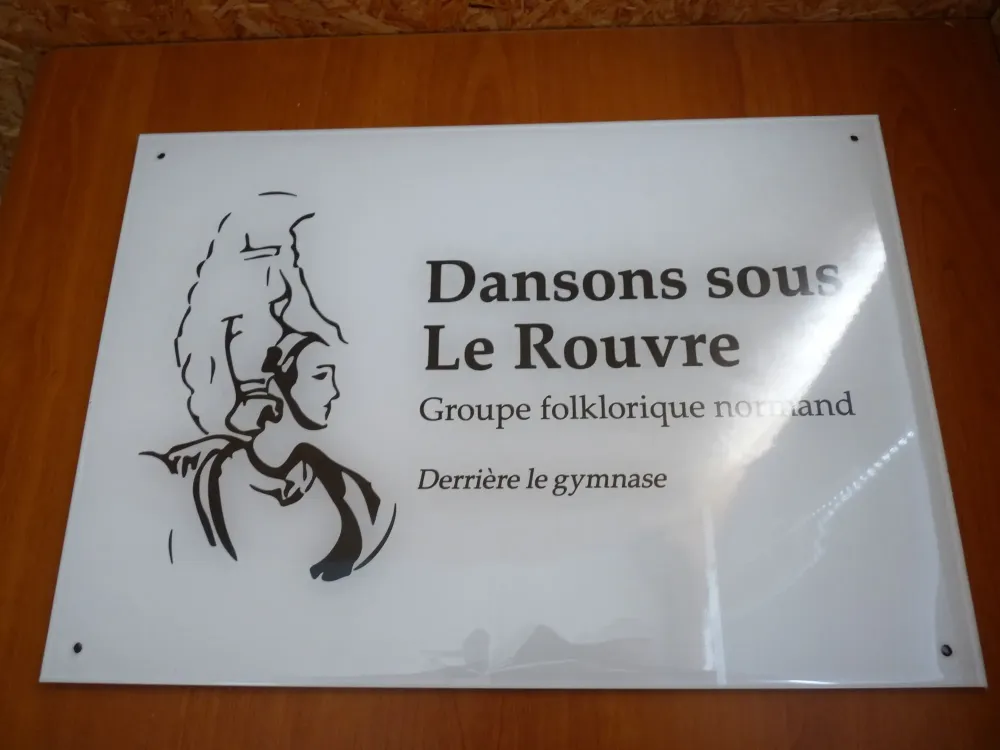 Dansons sous
Le Rouvre
Groupe folklorique normand
Derrière le gymnase